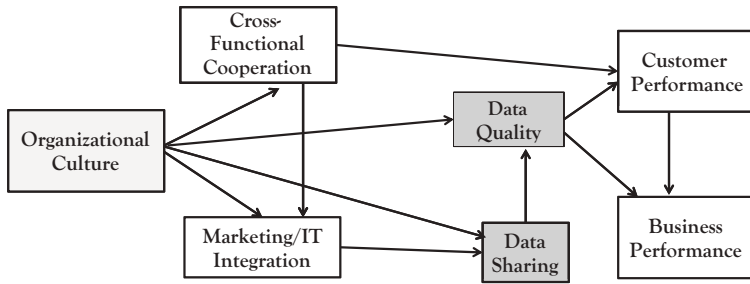 Cross-
Functional
Cooperation
Customer
Performance
Data
Quality
Organizational
Culture
Marketing/IT
Integration
Data
Sharing
Business
Performance